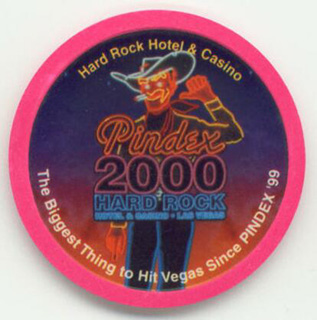 Hard Rock Hotel & Casino
Pindex
2000
HARD ROCK
HOTEL & CASINO • LAS VEGAS
The Biggest Thing to Hit Vegas Since PINDEX '99